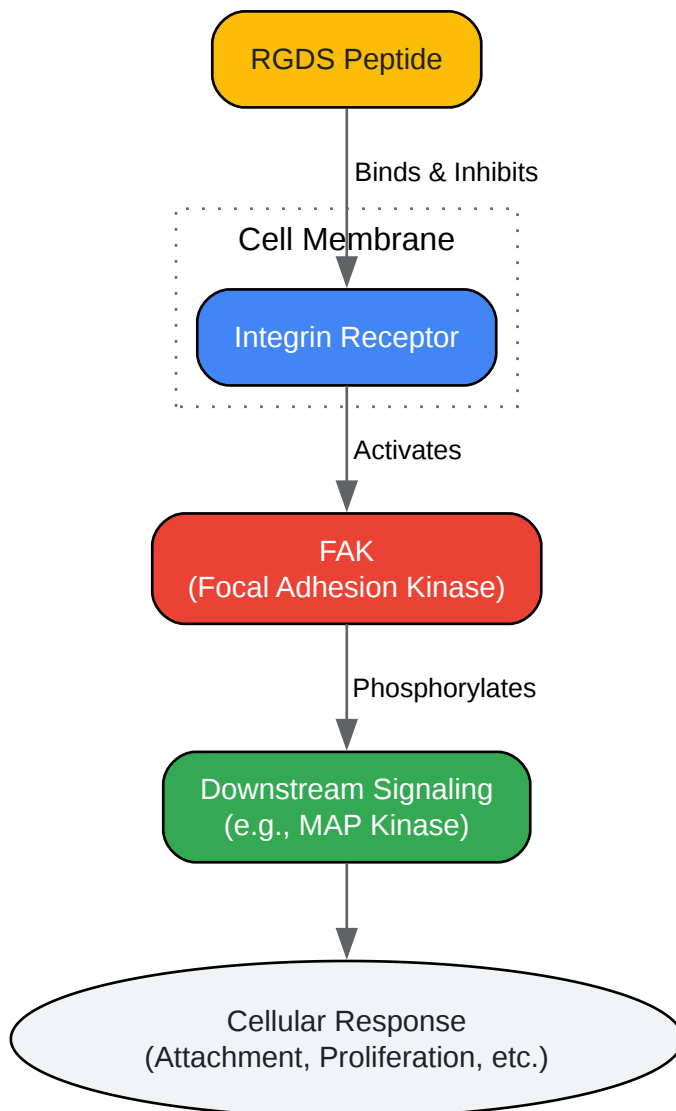 RGDS Peptide
Binds & Inhibits
Cell Membrane
Integrin Receptor
Activates
FAK
(Focal Adhesion Kinase)
Phosphorylates
Downstream Signaling
(e.g., MAP Kinase)
Cellular Response
(Attachment, Proliferation, etc.)